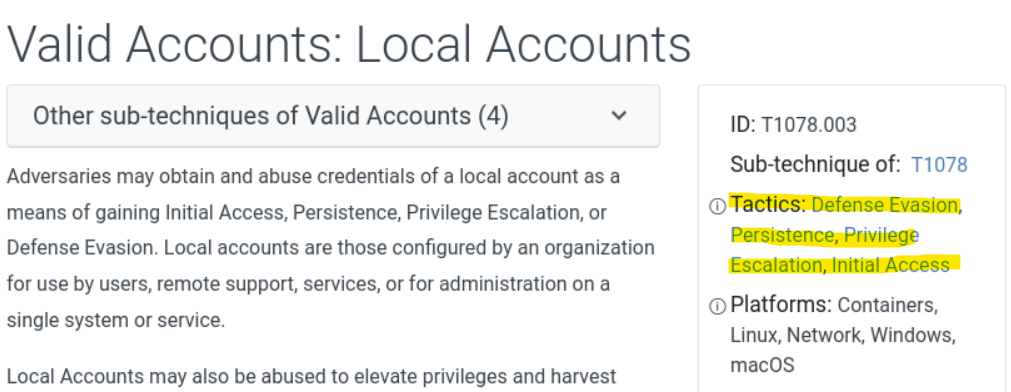 Valid Accounts: Local Accounts
Other sub-techniques of Valid Accounts (4)
Adversaries may obtain and abuse credentials of a local account as a
means of gaining Initial Access, Persistence, Privilege Escalation, or
Defense Evasion. Local accounts are those configured by an organization
for use by users, remote support, services, or for administration on a
single system or service.
Local Accounts may also be abused to elevate privileges and harvest
ID: T1078.003
Sub-technique of: T1078
Tactics: Defense Evasion,
Persistence, Privilege
Escalation, Initial Access
Platforms: Containers,
Linux, Network, Windows,
macOS